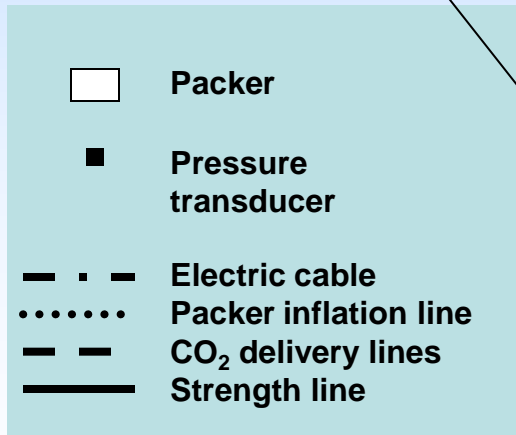 Packer
Pressure
transducer
Electric cable
Packer inflation line
CO₂ delivery lines
Strength line